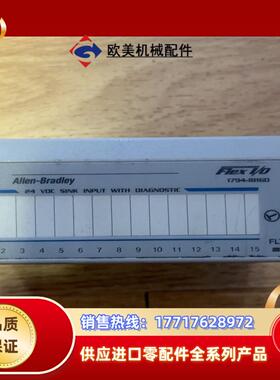 欧美机械配件
Allen-Bradley
Flex I/O
1794-IB16D
24 VDC SINK INPUT WITH DIAGNOSTIC
2 3 4 5 6 7 8 9 10 11 12 13 14 15
品质
保证
销售热线：17717628972
供应进口零配件全系列产品